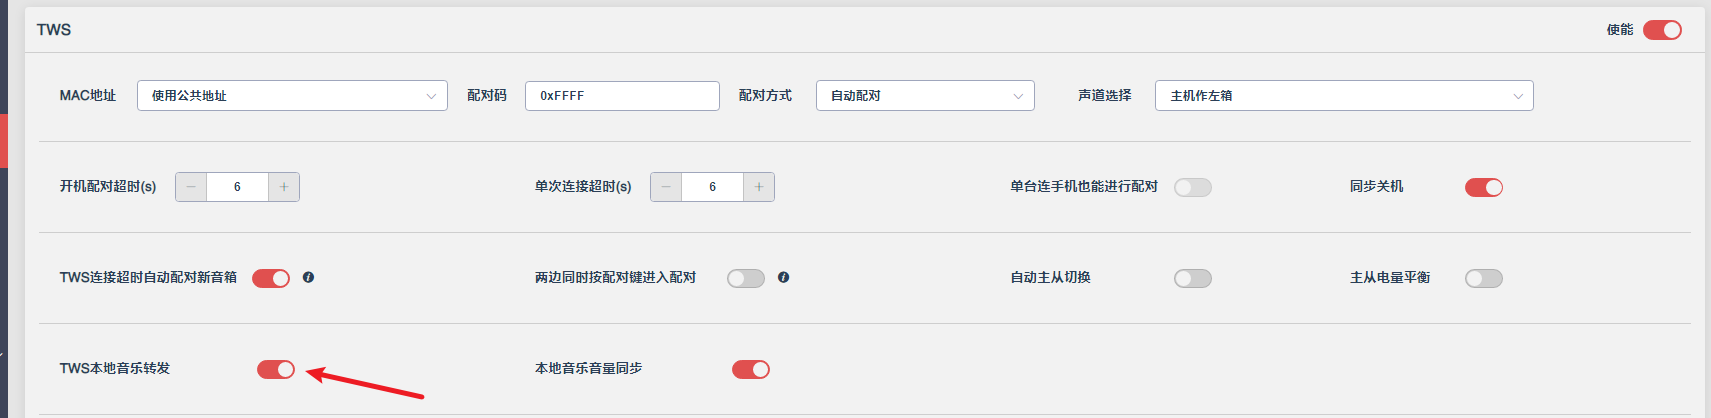 TWS 使能
MAC地址 使用公共地址 配对码 0xFFFF 配对方式 自动配对 声道选择 主机作左箱
开机配对超时(s) − 6 + 单次连接超时(s) − 6 + 单台连手机也能进行配对 同步关机
TWS连接超时自动配对新音箱 两边同时按配对键进入配对 自动主从切换 主从电量平衡
TWS本地音乐转发 本地音乐音量同步